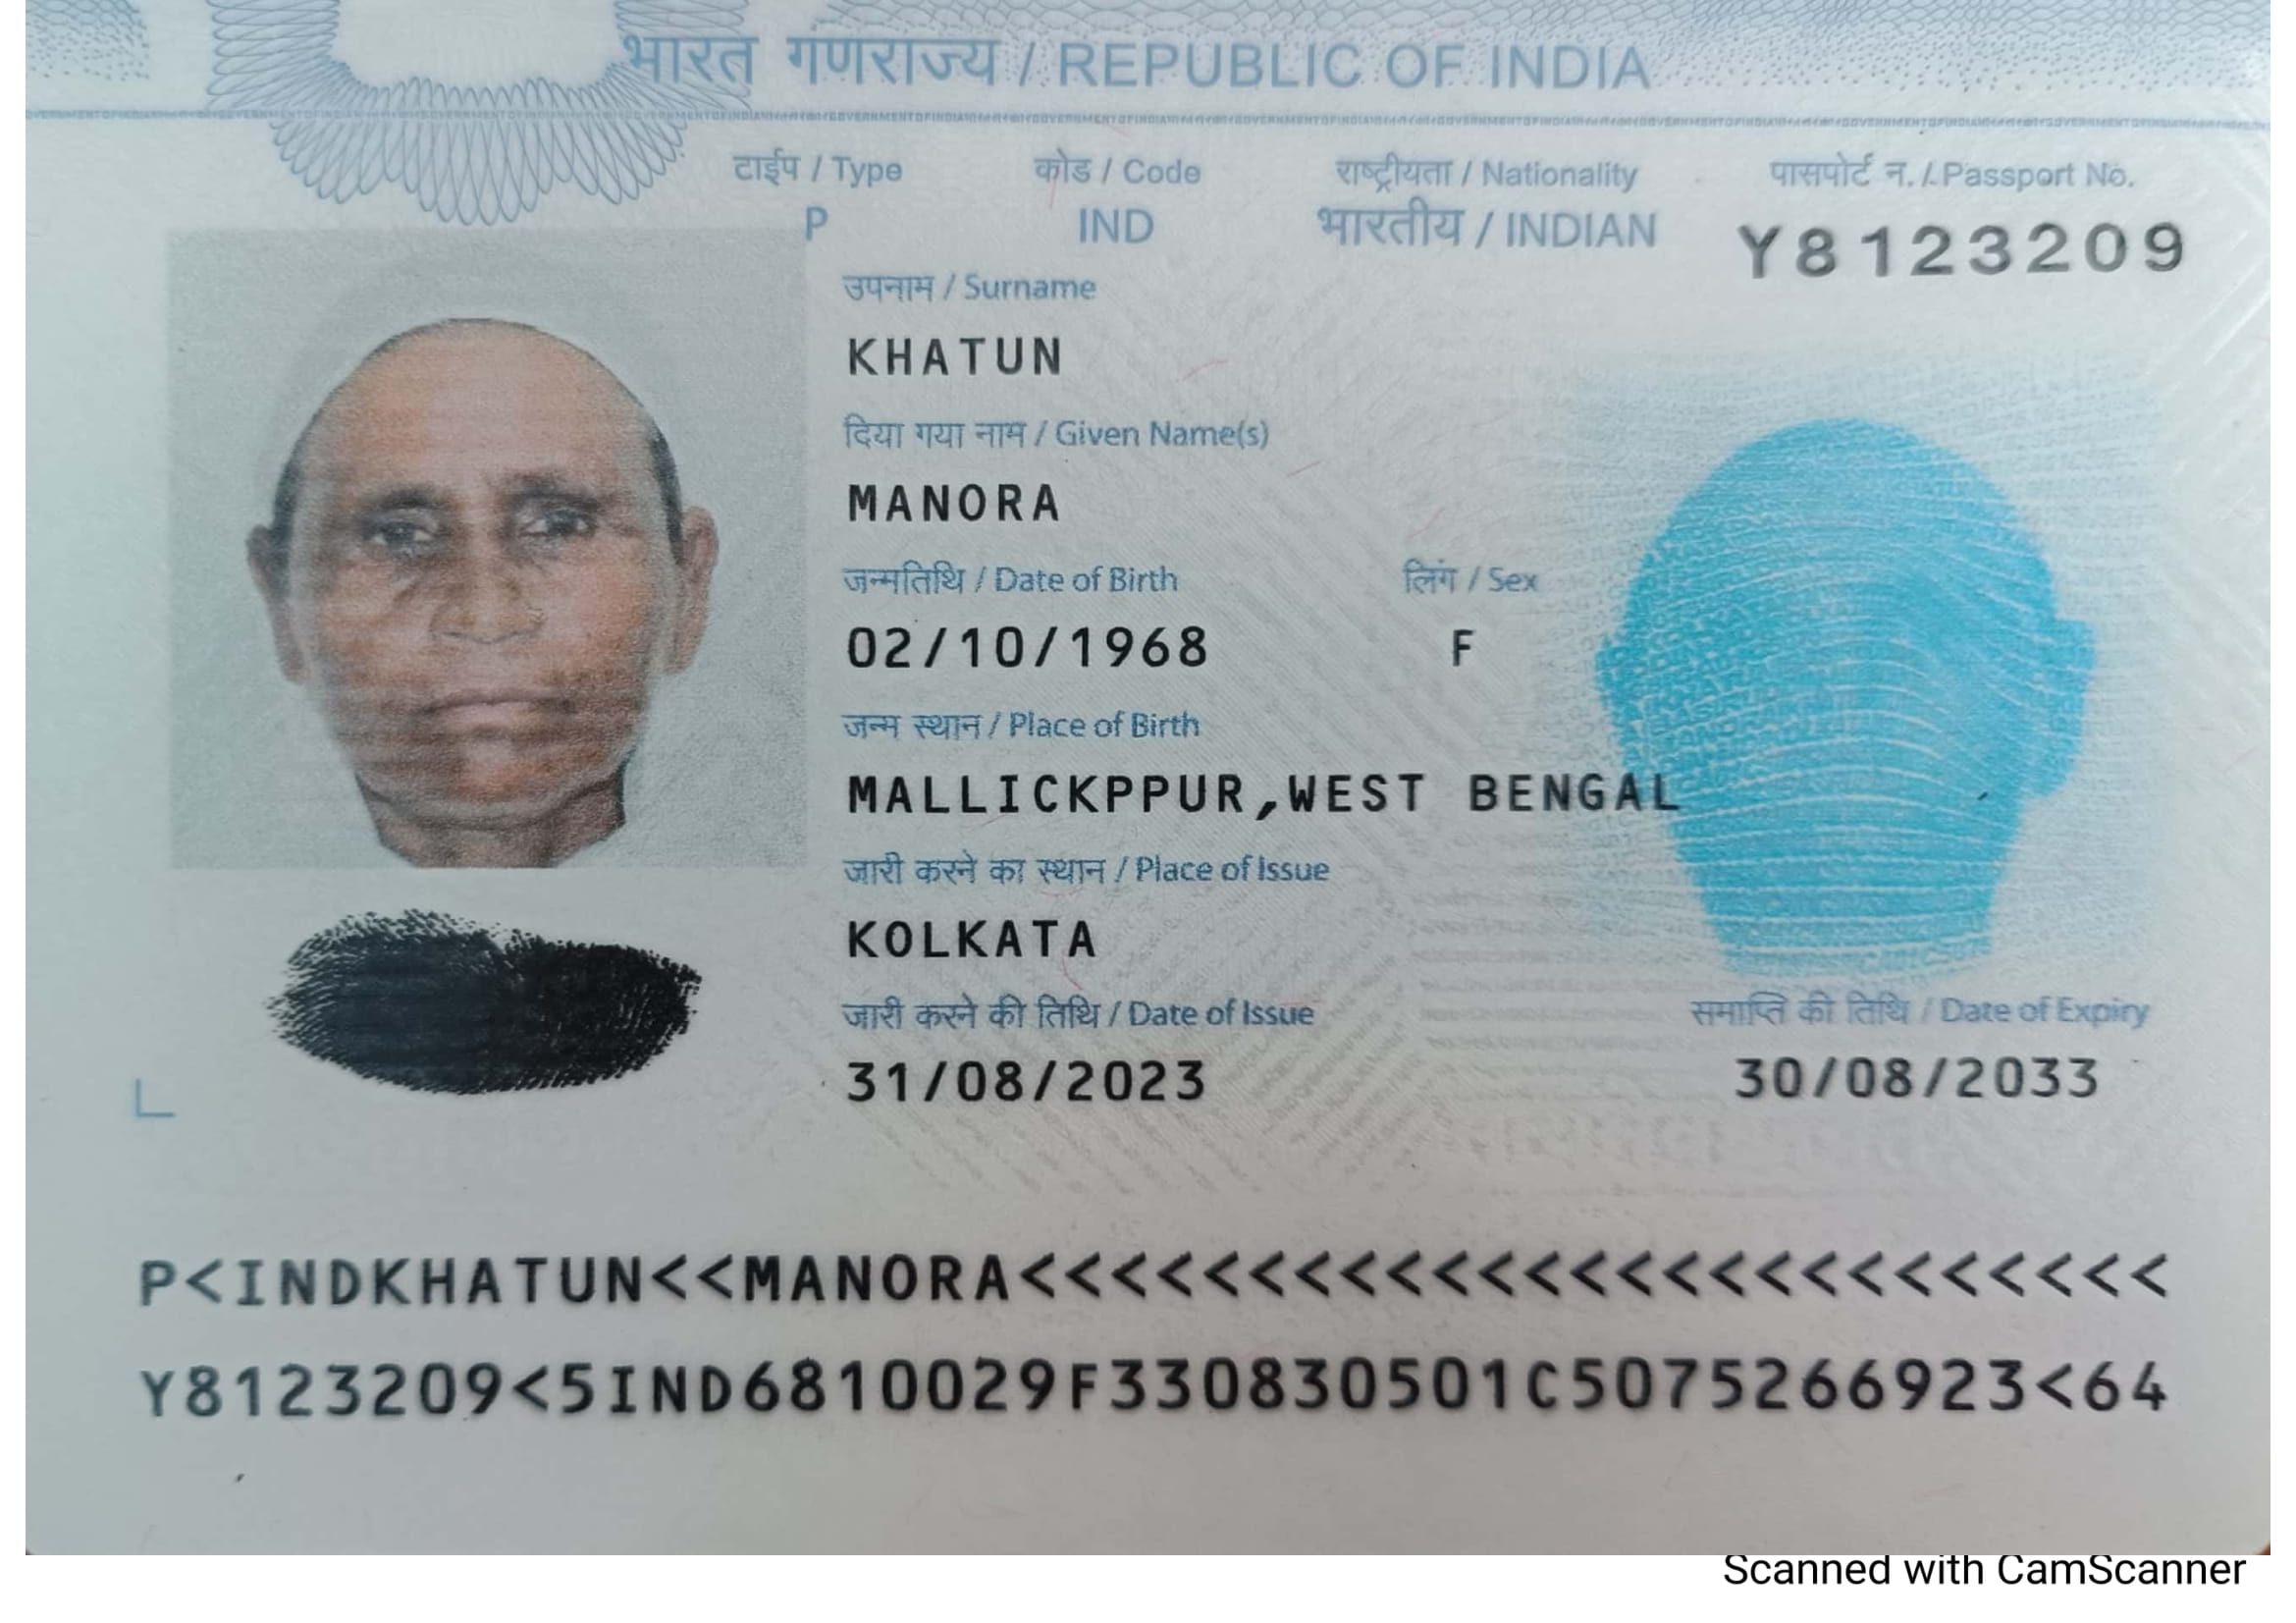 भारत गणराज्य / REPUBLIC OF INDIA
टाईप / Type कोड / Code राष्ट्रीयता / Nationality पासपोर्ट न. / Passport No.
P IND भारतीय / INDIAN Y8123209
उपनाम / Surname
KHATUN
दिया गया नाम / Given Name(s)
MANORA
जन्मतिथि / Date of Birth लिंग / Sex
02/10/1968 F
जन्म स्थान / Place of Birth
MALLICKPPUR,WEST BENGAL
जारी करने का स्थान / Place of Issue
KOLKATA
जारी करने की तिथि / Date of Issue समाप्ति की तिथि / Date of Expiry
31/08/2023 30/08/2033
L
P<INDKHATUN<<MANORA<<<<<<<<<<<<<<<<<<<<<<<<<
Y8123209<5IND6810029F330830501C5075266923<64
Scanned with CamScanner